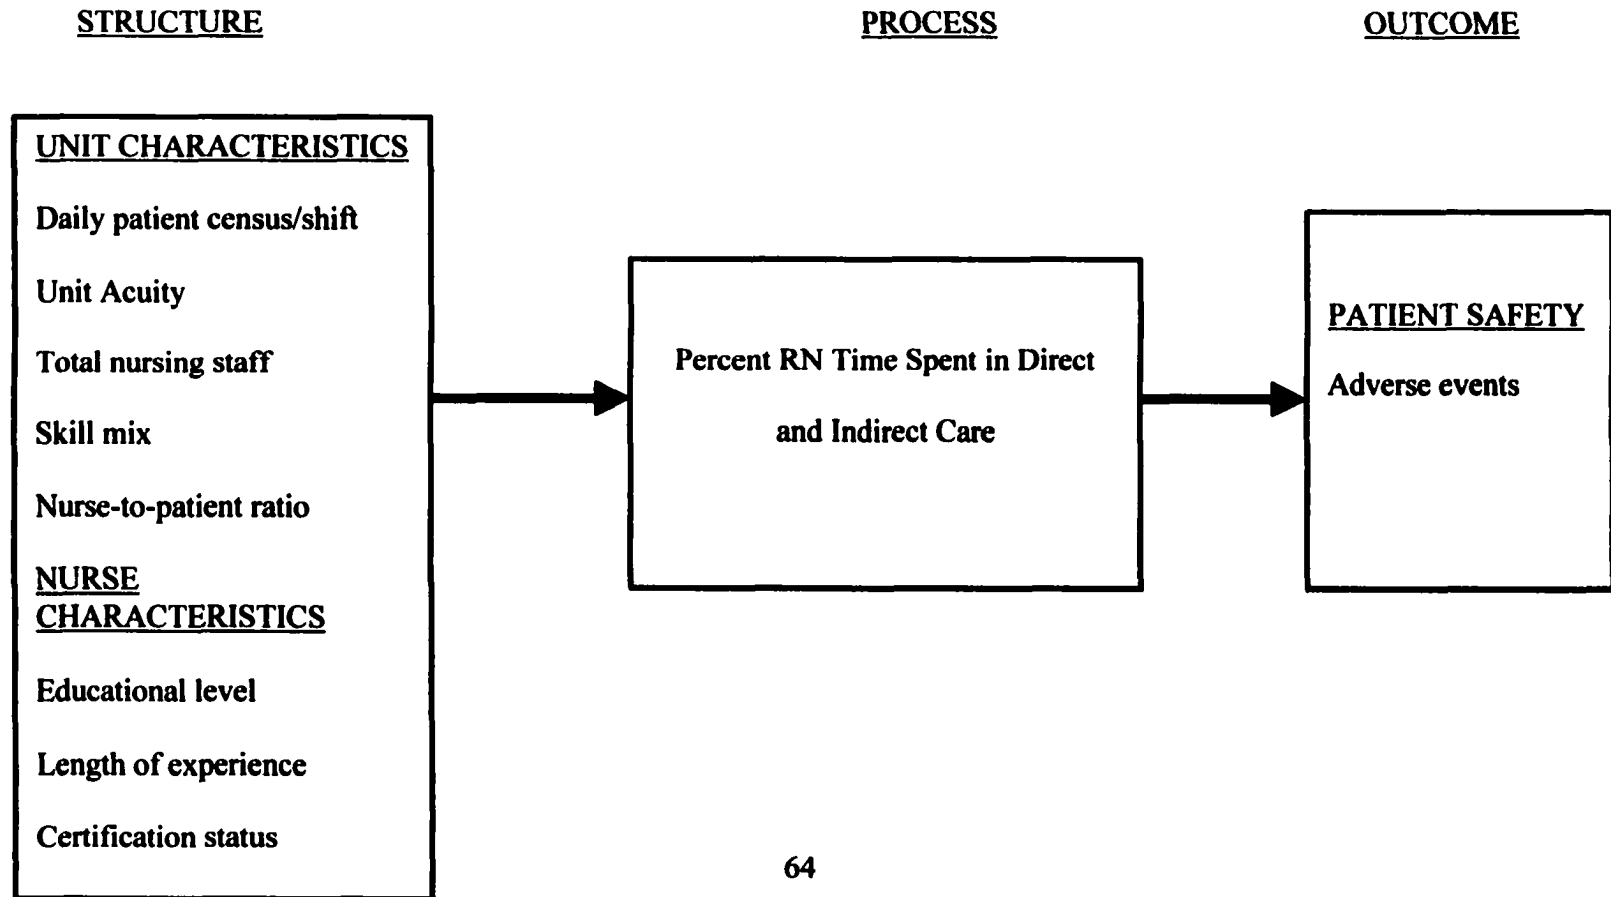 STRUCTURE
PROCESS
OUTCOME
UNIT CHARACTERISTICS
Daily patient census/shift
Unit Acuity
Total nursing staff
Skill mix
Nurse-to-patient ratio
NURSE
CHARACTERISTICS
Educational level
Length of experience
Certification status
Percent RN Time Spent in Direct
and Indirect Care
PATIENT SAFETY
Adverse events
64